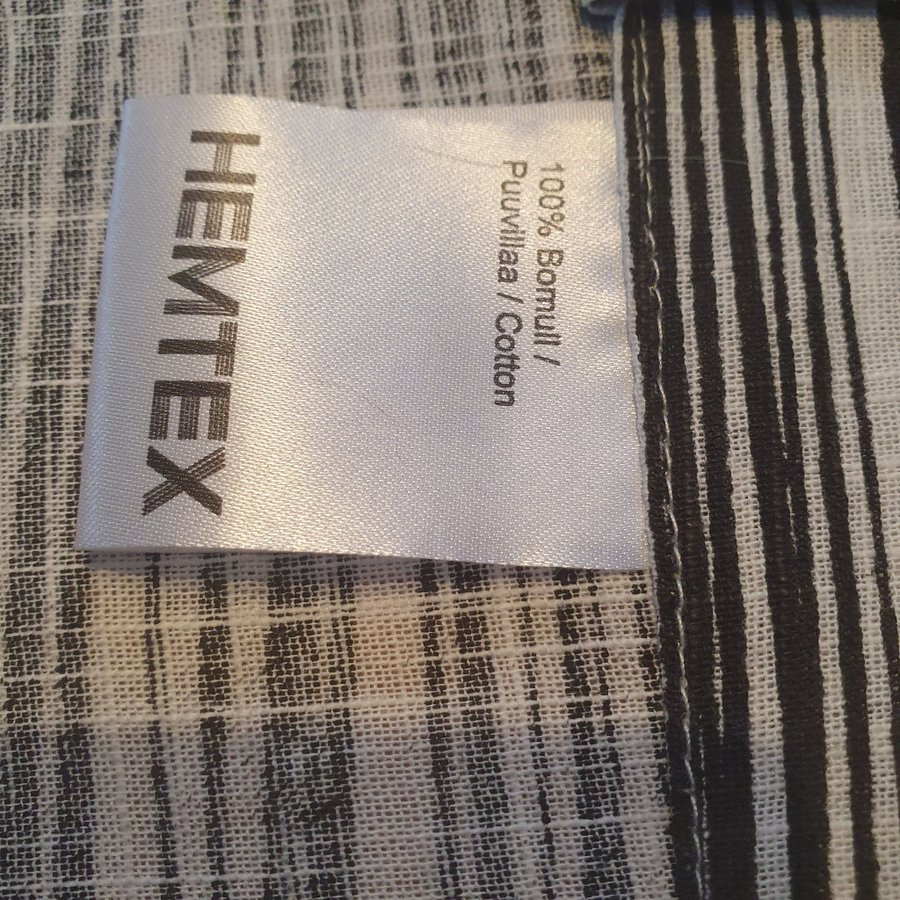 100% Bomull /
Puuvillaa / Cotton
HEMTEX